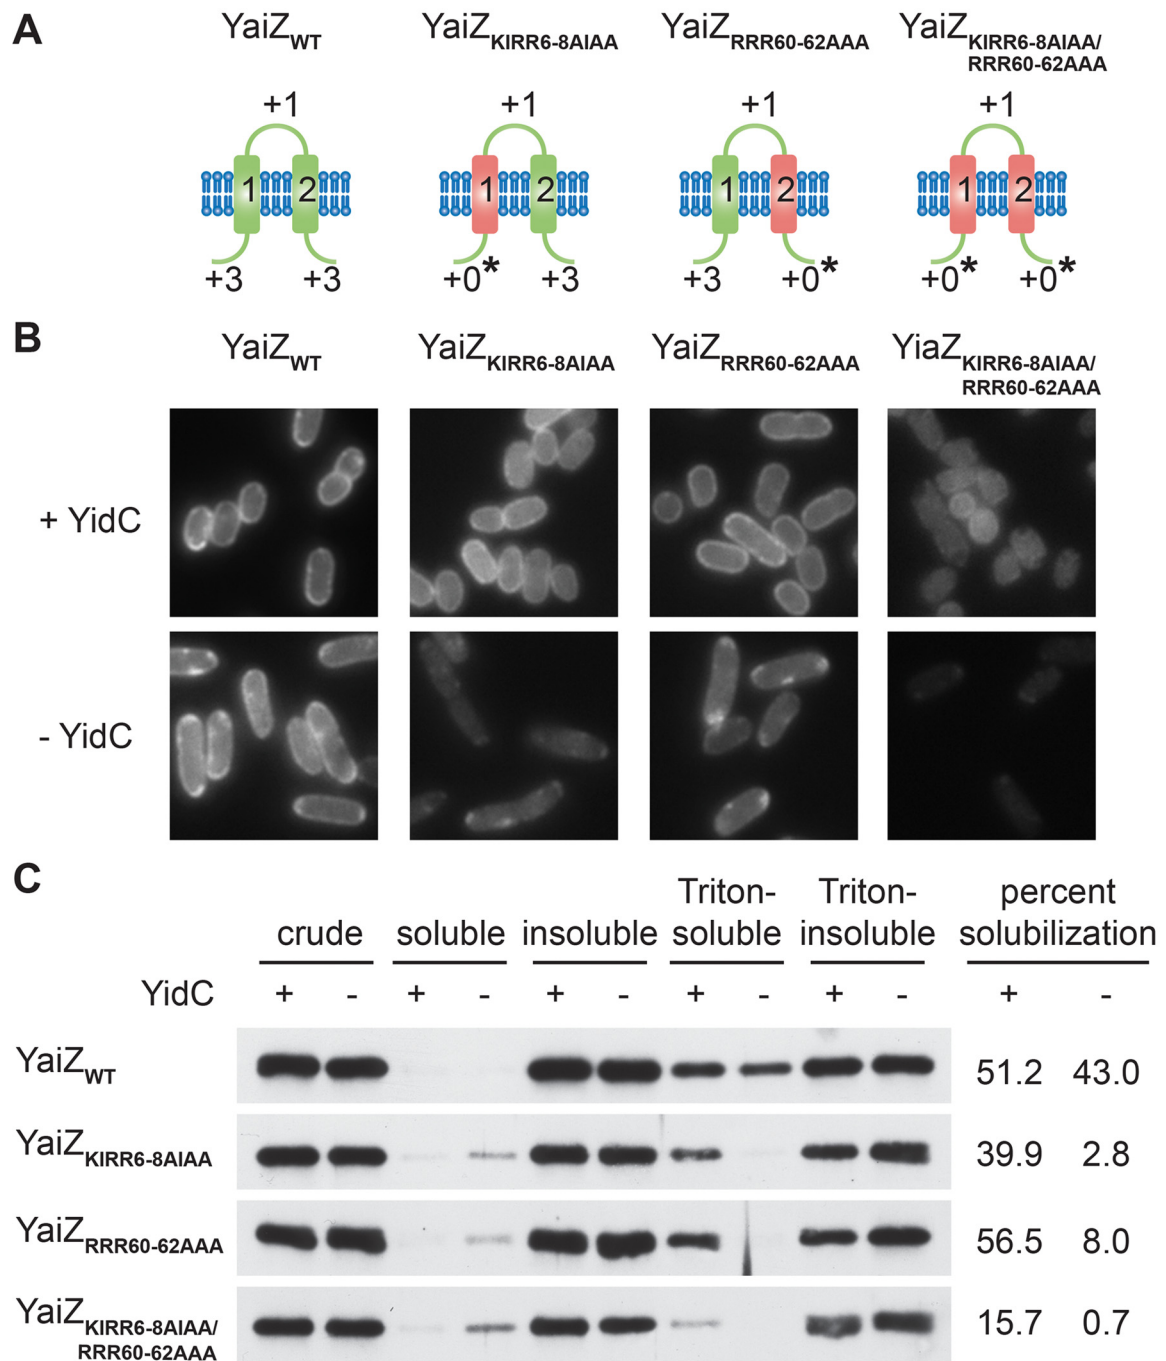 A
YaiZWT
YaiZKIRR6-8AIAA
YaiZRRR60-62AAA
YaiZKIRR6-8AIAA/
RRR60-62AAA
+1
+1
+1
+1
1 2
1 2
1 2
1 2
+3 +3
+0* +3
+3 +0*
+0* +0*
B
YaiZWT
YaiZKIRR6-8AIAA
YaiZRRR60-62AAA
YiaZKIRR6-8AIAA/
RRR60-62AAA
+ YidC
- YidC
C
crude
soluble
insoluble
Triton-
soluble
Triton-
insoluble
percent
solubilization
YidC + - + - + - + - + - + -
YaiZWT 51.2 43.0
YaiZKIRR6-8AIAA 39.9 2.8
YaiZRRR60-62AAA 56.5 8.0
YaiZKIRR6-8AIAA/ 15.7 0.7
RRR60-62AAA